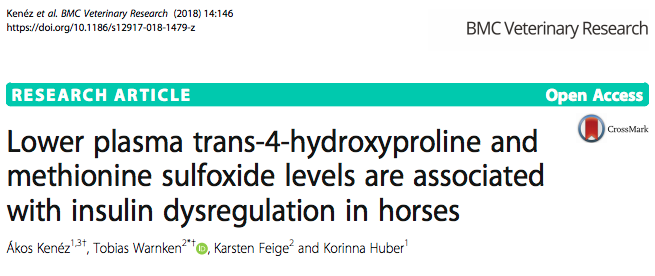 Kenéz et al. BMC Veterinary Research (2018) 14:146
https://doi.org/10.1186/s12917-018-1479-z
BMC Veterinary Research
RESEARCH ARTICLE
Open Access
CrossMark
Lower plasma trans-4-hydroxyproline and
methionine sulfoxide levels are associated
with insulin dysregulation in horses
Ákos Kenéz1,3†, Tobias Warnken2*†, Karsten Feige2 and Korinna Huber1